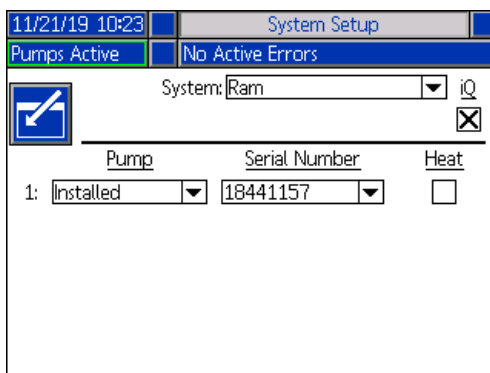 11/21/19 10:23 System Setup
Pumps Active No Active Errors
System: Ram iQ
Pump Serial Number Heat
1: Installed 18441157